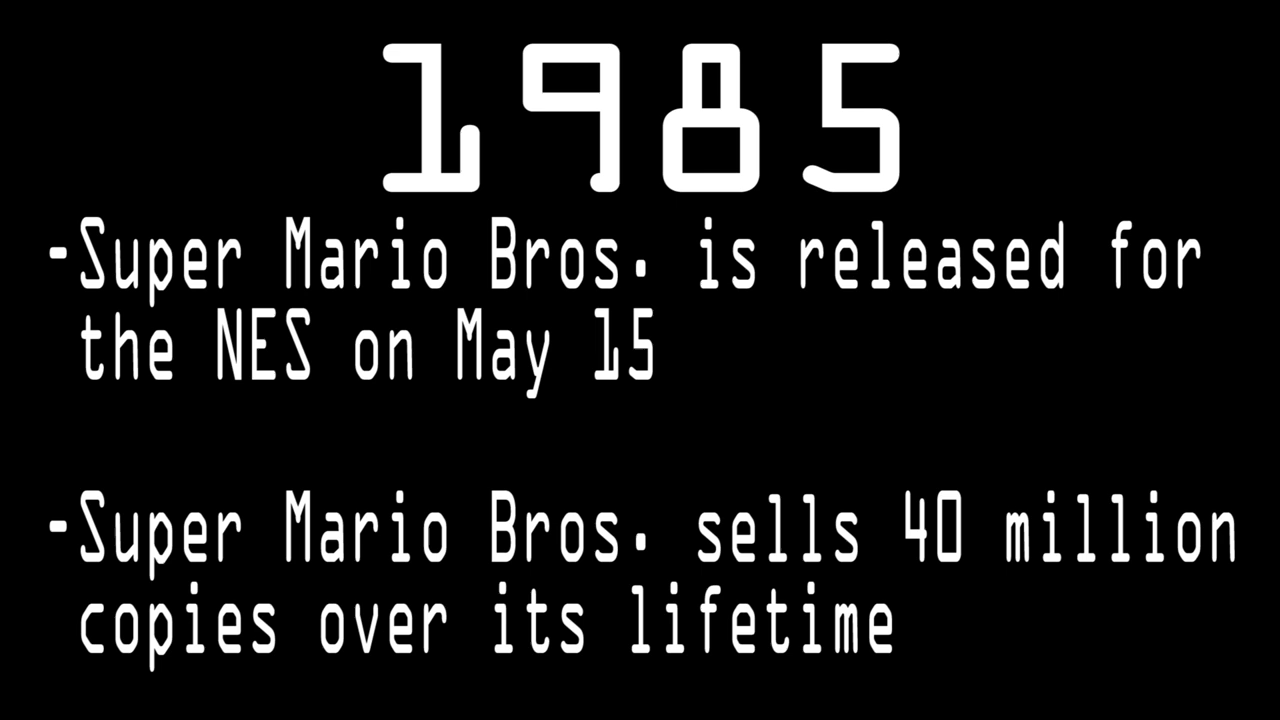 1985
-Super Mario Bros. is released for
the NES on May 15
-Super Mario Bros. sells 40 million
copies over its lifetime